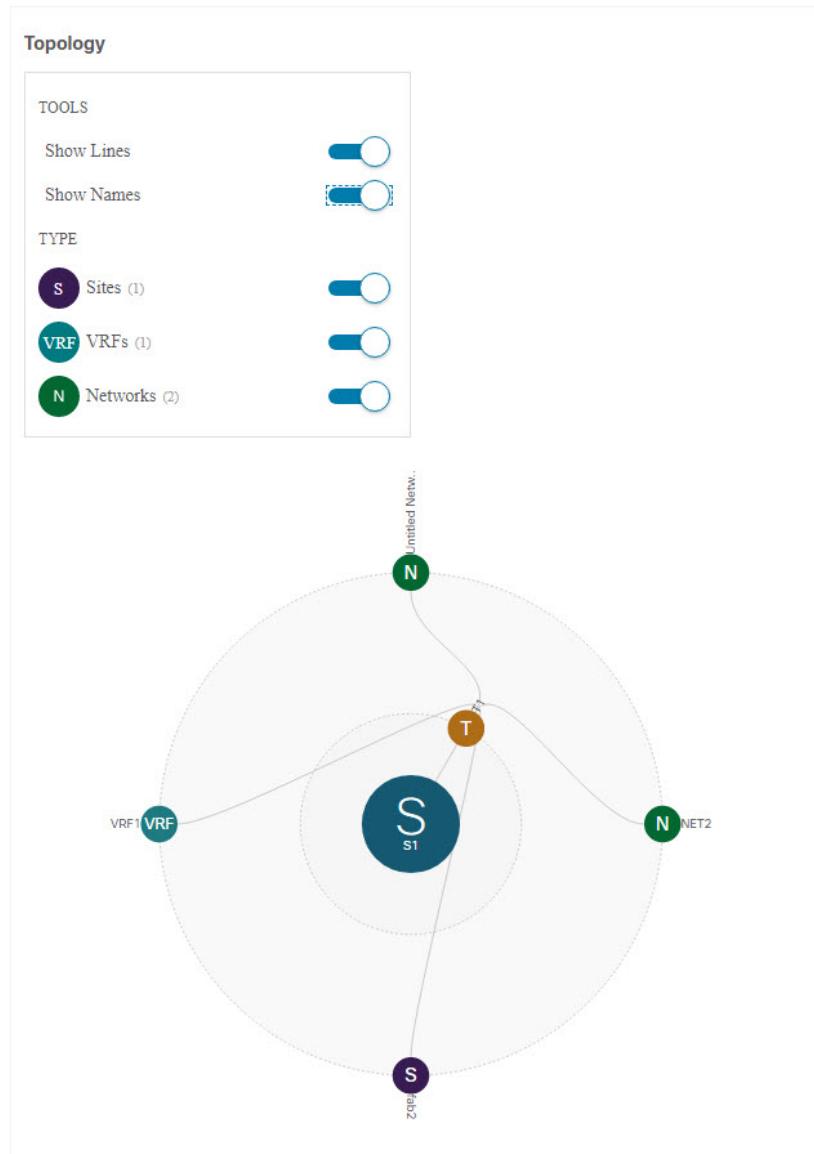 Topology
TOOLS
Show Lines
Show Names
TYPE
S Sites (1)
VRF VRFs (1)
N Networks (2)
Untitled Netw...
N
#1
T
S
S1
VRF1 VRF
N NET2
S
fab2